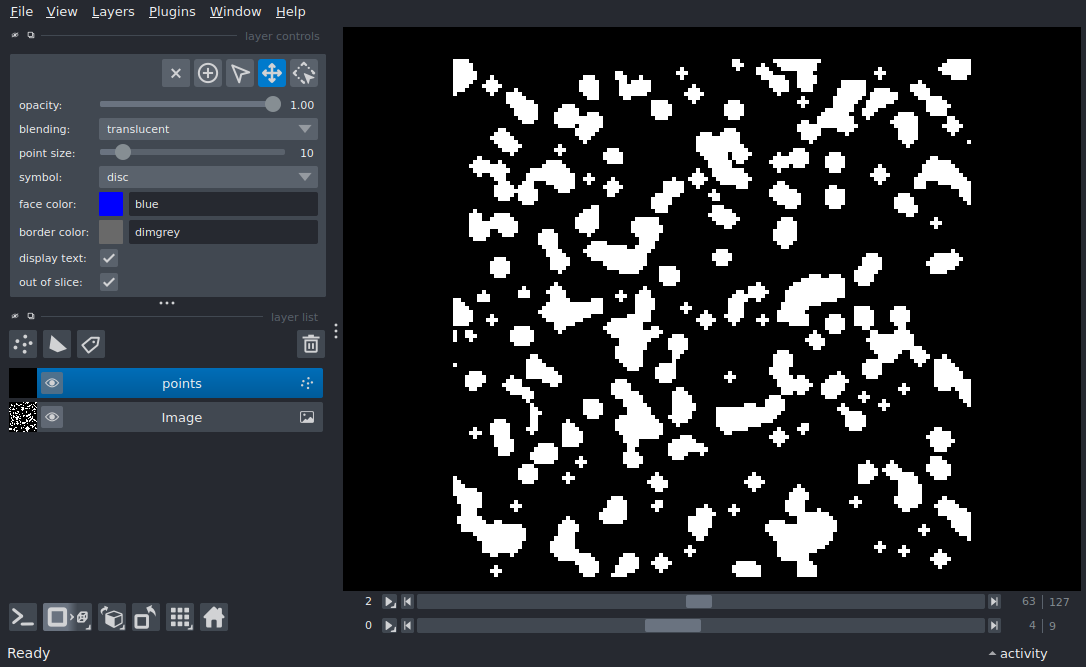 File View Layers Plugins Window Help
layer controls
opacity: 1.00
blending: translucent
point size: 10
symbol: disc
face color: blue
border color: dimgrey
display text:
out of slice:
layer list
points
Image
2 63 | 127
0 4 | 9
Ready activity